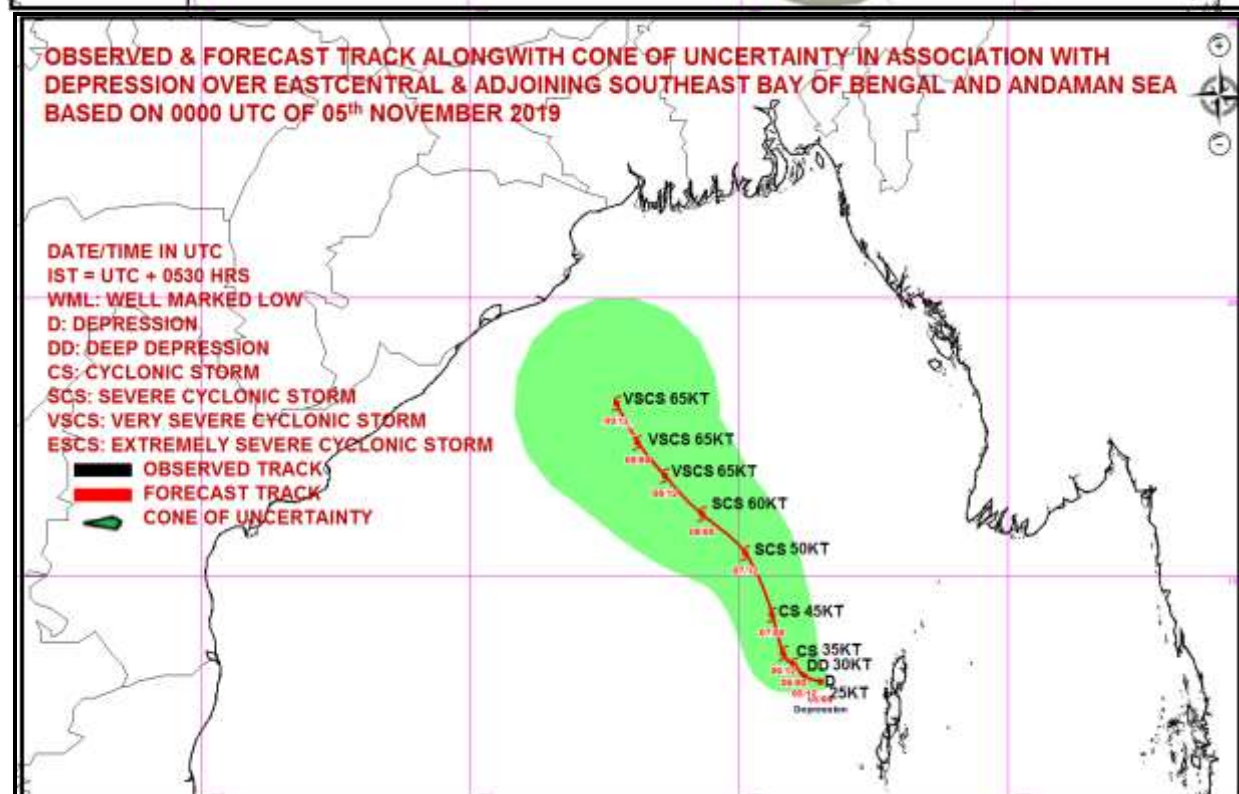 OBSERVED & FORECAST TRACK ALONGWITH CONE OF UNCERTAINTY IN ASSOCIATION WITH
DEPRESSION OVER EASTCENTRAL & ADJOINING SOUTHEAST BAY OF BENGAL AND ANDAMAN SEA
BASED ON 0000 UTC OF 05th NOVEMBER 2019
DATE/TIME IN UTC
IST = UTC + 0530 HRS
WML: WELL MARKED LOW
D: DEPRESSION
DD: DEEP DEPRESSION
CS: CYCLONIC STORM
SCS: SEVERE CYCLONIC STORM
VSCS: VERY SEVERE CYCLONIC STORM
ESCS: EXTREMELY SEVERE CYCLONIC STORM
OBSERVED TRACK
FORECAST TRACK
CONE OF UNCERTAINTY
VSCS 65KT
VSCS 65KT
VSCS 65KT
SCS 60KT
SCS 50KT
CS 45KT
CS 35KT
DD 30KT
D
25KT
Depression